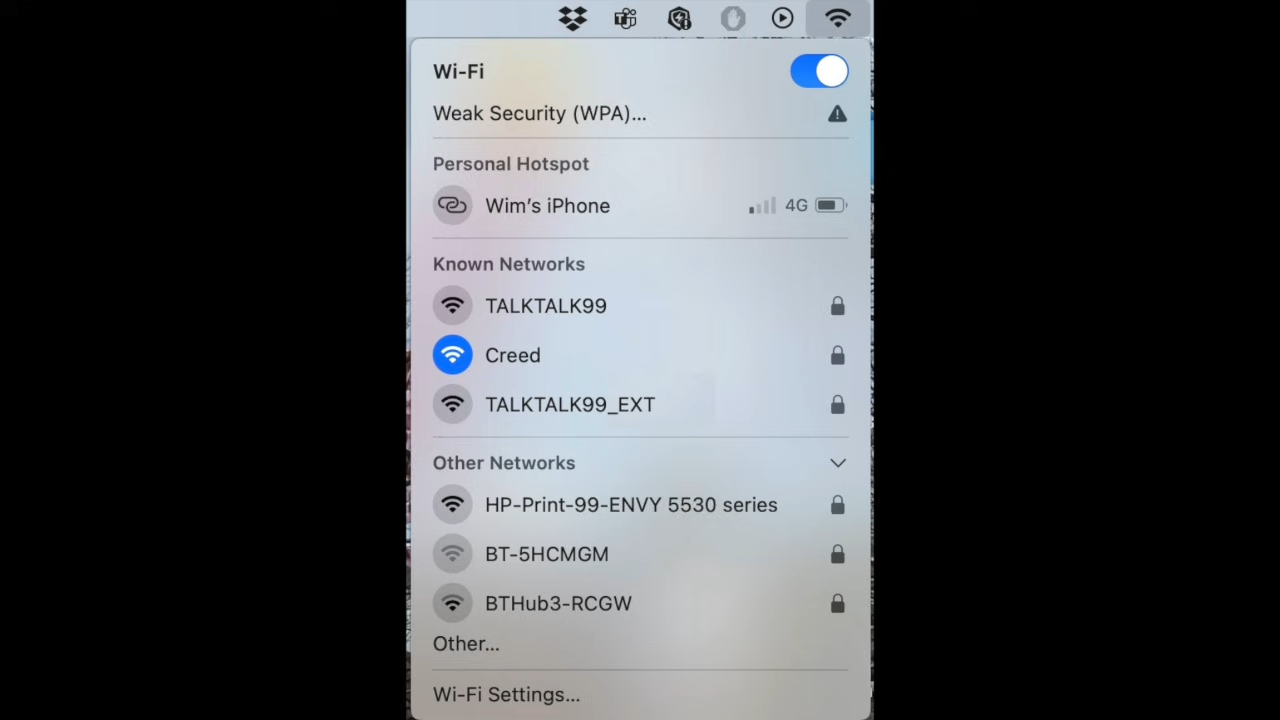 Wi-Fi
Weak Security (WPA)...
Personal Hotspot
Wim’s iPhone 4G
Known Networks
TALKTALK99
Creed
TALKTALK99_EXT
Other Networks
HP-Print-99-ENVY 5530 series
BT-5HCMGM
BTHub3-RCGW
Other...
Wi-Fi Settings...